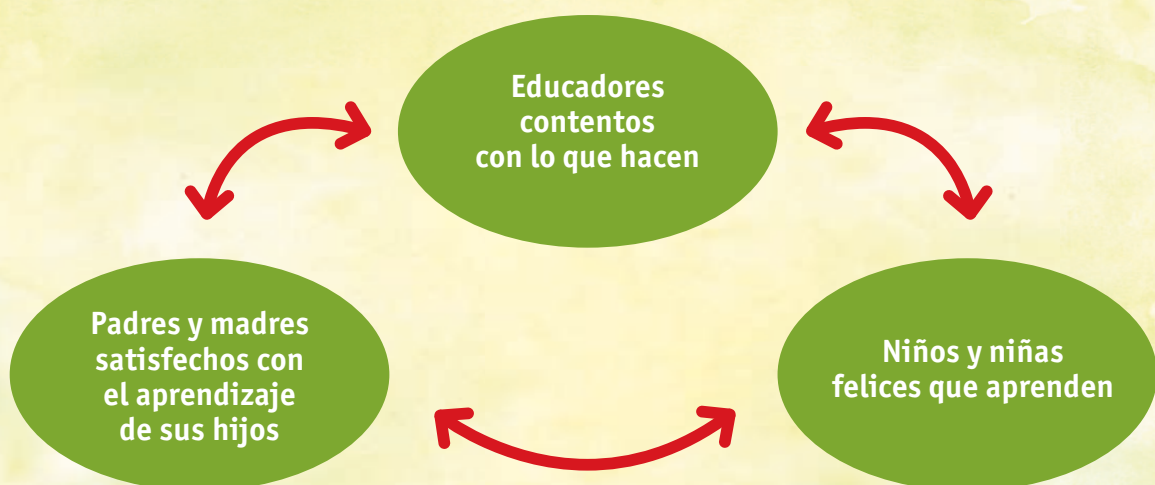 Educadores
contentos
con lo que hacen
Padres y madres
satisfechos con
el aprendizaje
de sus hijos
Niños y niñas
felices que aprenden